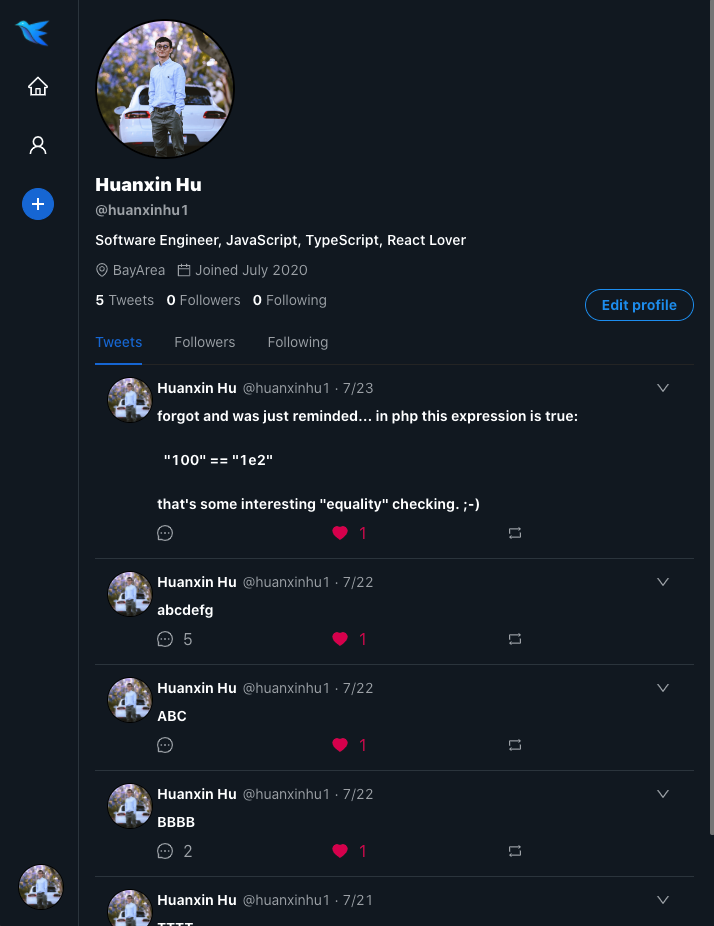 Huanxin Hu
@huanxinhu1
Software Engineer, JavaScript, TypeScript, React Lover
BayArea Joined July 2020
5 Tweets 0 Followers 0 Following
Edit profile
Tweets Followers Following
Huanxin Hu @huanxinhu1 · 7/23
forgot and was just reminded... in php this expression is true:
"100" == "1e2"
that's some interesting "equality" checking. ;-)
1
Huanxin Hu @huanxinhu1 · 7/22
abcdefg
5 1
Huanxin Hu @huanxinhu1 · 7/22
ABC
1
Huanxin Hu @huanxinhu1 · 7/22
BBBB
2 1
Huanxin Hu @huanxinhu1 · 7/21